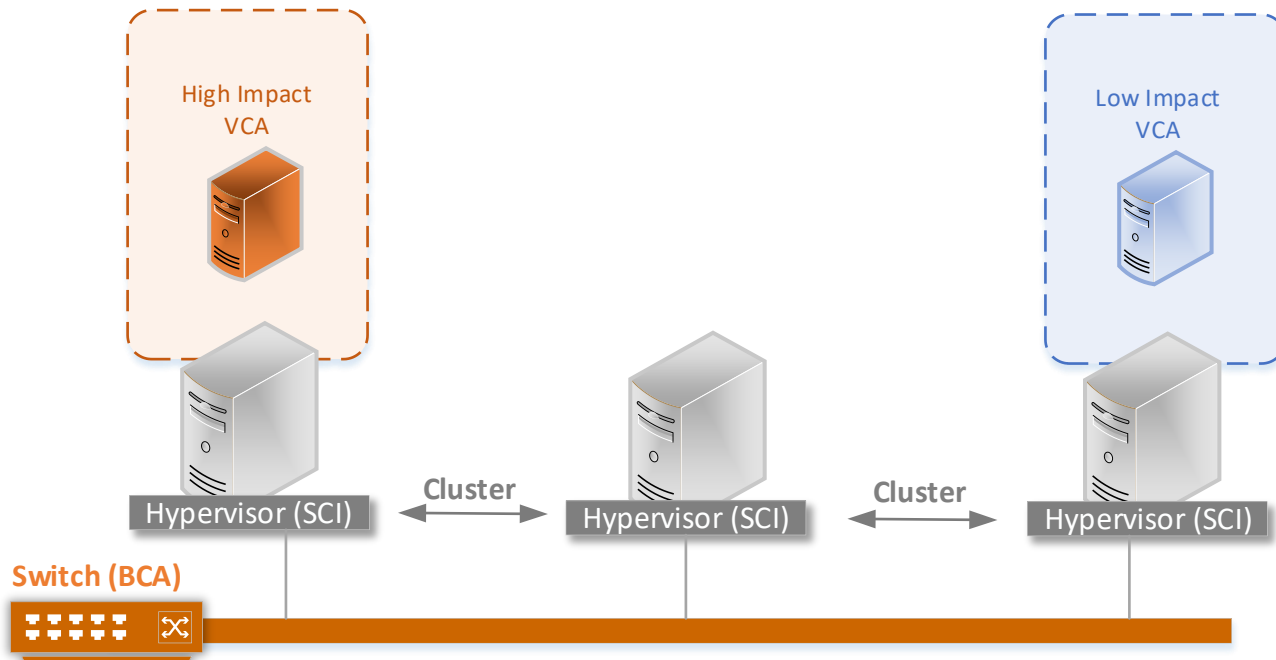 High Impact
VCA
Low Impact
VCA
Cluster
Cluster
Hypervisor (SCI)
Hypervisor (SCI)
Hypervisor (SCI)
Switch (BCA)